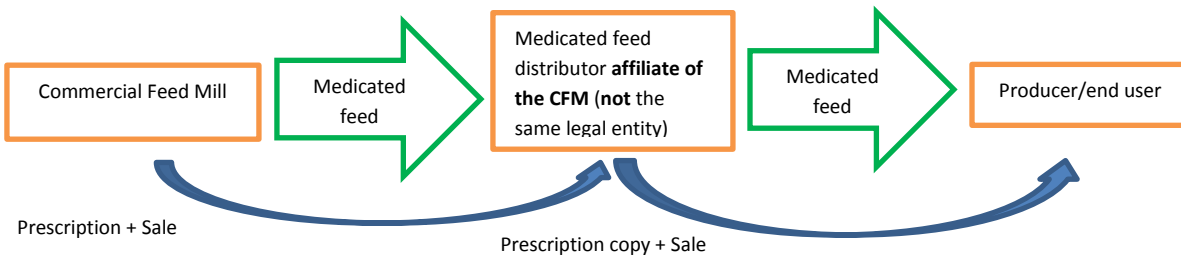 Commercial Feed Mill
Medicated
feed
Medicated feed
distributor affiliate of
the CFM (not the
same legal entity)
Medicated
feed
Producer/end user
Prescription + Sale
Prescription copy + Sale